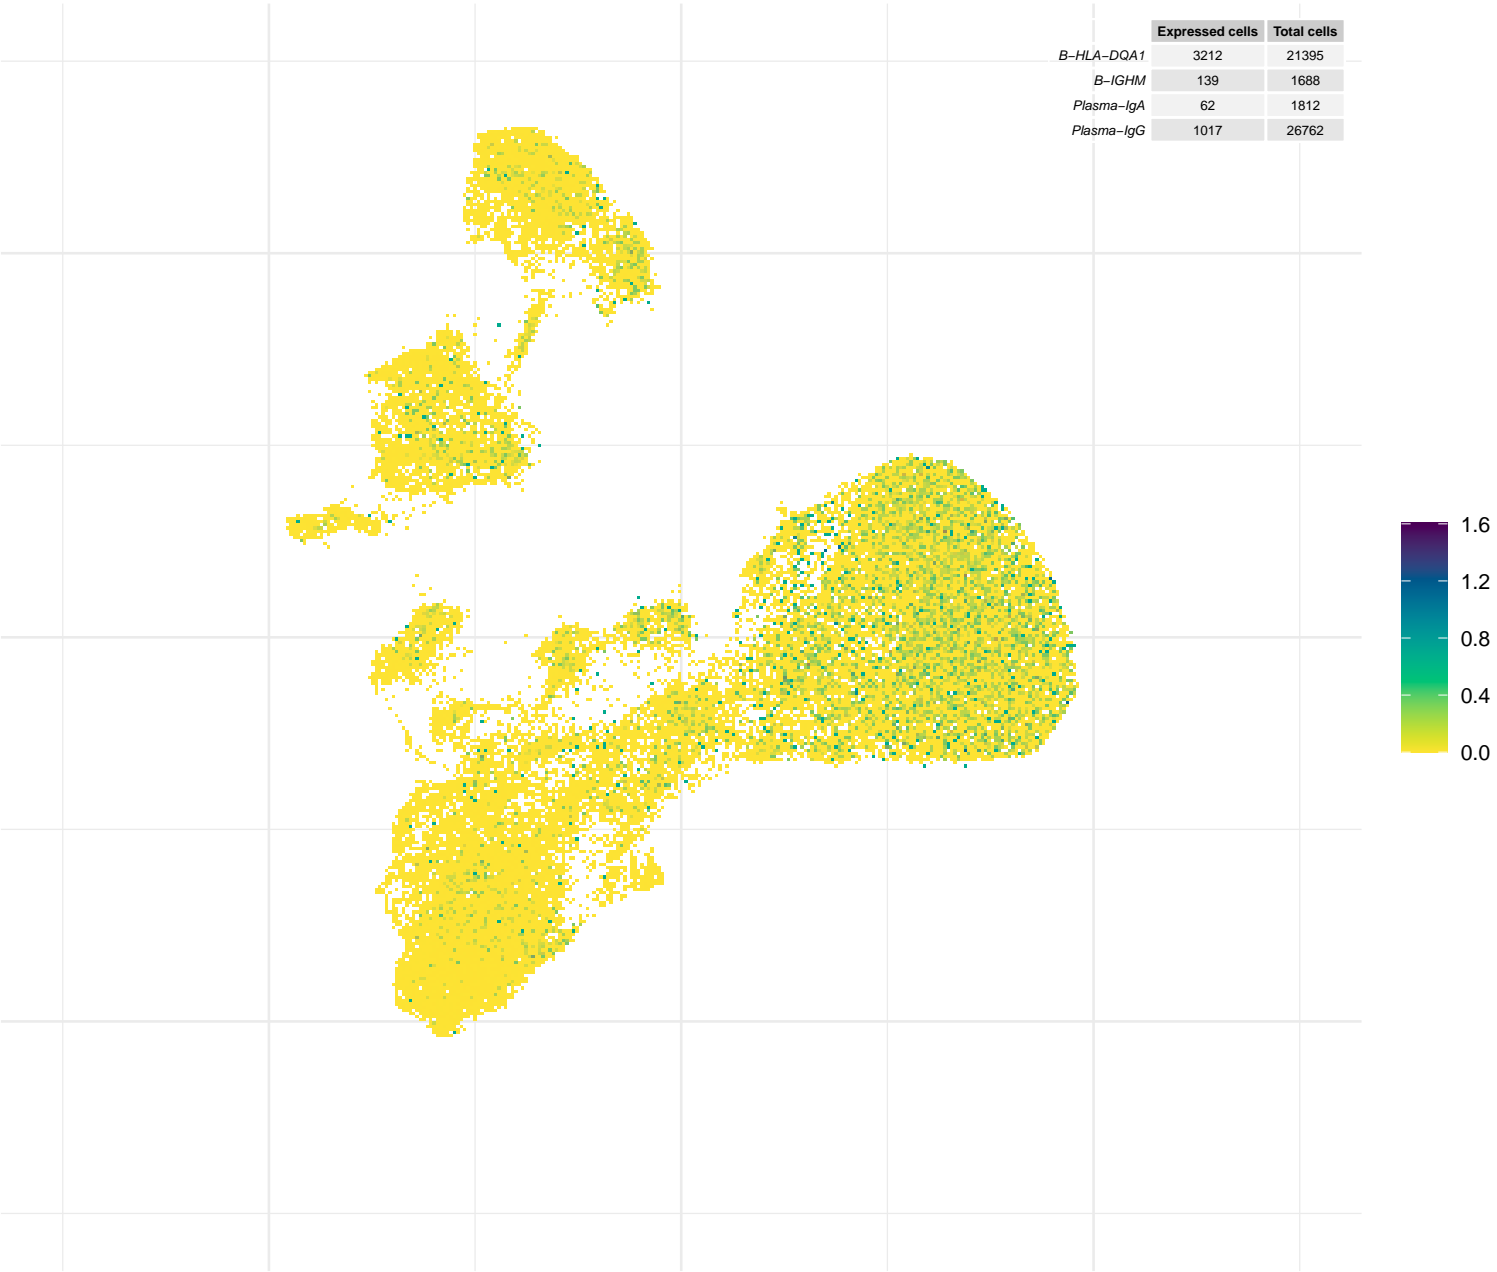 Expressed cells Total cells
B-HLA-DQA1 3212 21395
B-IGHM 139 1688
Plasma-IgA 62 1812
Plasma-IgG 1017 26762
1.6
1.2
0.8
0.4
0.0